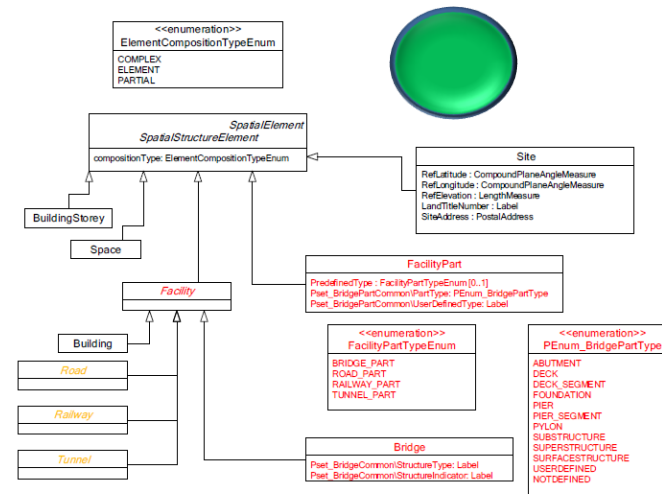 <<enumeration>>
ElementCompositionTypeEnum
COMPLEX
ELEMENT
PARTIAL
SpatialElement
SpatialStructureElement
compositionType: ElementCompositionTypeEnum
Site
RefLatitude : CompoundPlaneAngleMeasure
RefLongitude : CompoundPlaneAngleMeasure
RefElevation : LengthMeasure
LandTitleNumber : Label
SiteAddress : PostalAddress
BuildingStorey
Space
FacilityPart
PredefinedType : FacilityPartTypeEnum [0..1]
Pset_BridgePartCommon\PartType: PEnum_BridgePartType
Pset_BridgePartCommon\UserDefinedType: Label
Facility
Building
Road
Railway
Tunnel
<<enumeration>>
FacilityPartTypeEnum
BRIDGE_PART
ROAD_PART
RAILWAY_PART
TUNNEL_PART
<<enumeration>>
PEnum_BridgePartType
ABUTMENT
DECK
DECK_SEGMENT
FOUNDATION
PIER
PIER_SEGMENT
PYLON
SUBSTRUCTURE
SUPERSTRUCTURE
SURFACESTRUCTURE
USERDEFINED
NOTDEFINED
Bridge
Pset_BridgeCommon\StructureType: Label
Pset_BridgeCommon\StructureIndicator: Label